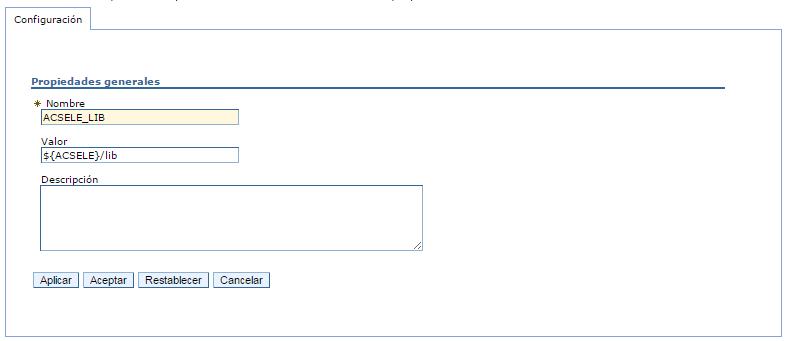 Configuración
Propiedades generales
* Nombre
ACSELE_LIB
Valor
${ACSELE}/lib
Descripción
Aplicar Aceptar Restablecer Cancelar